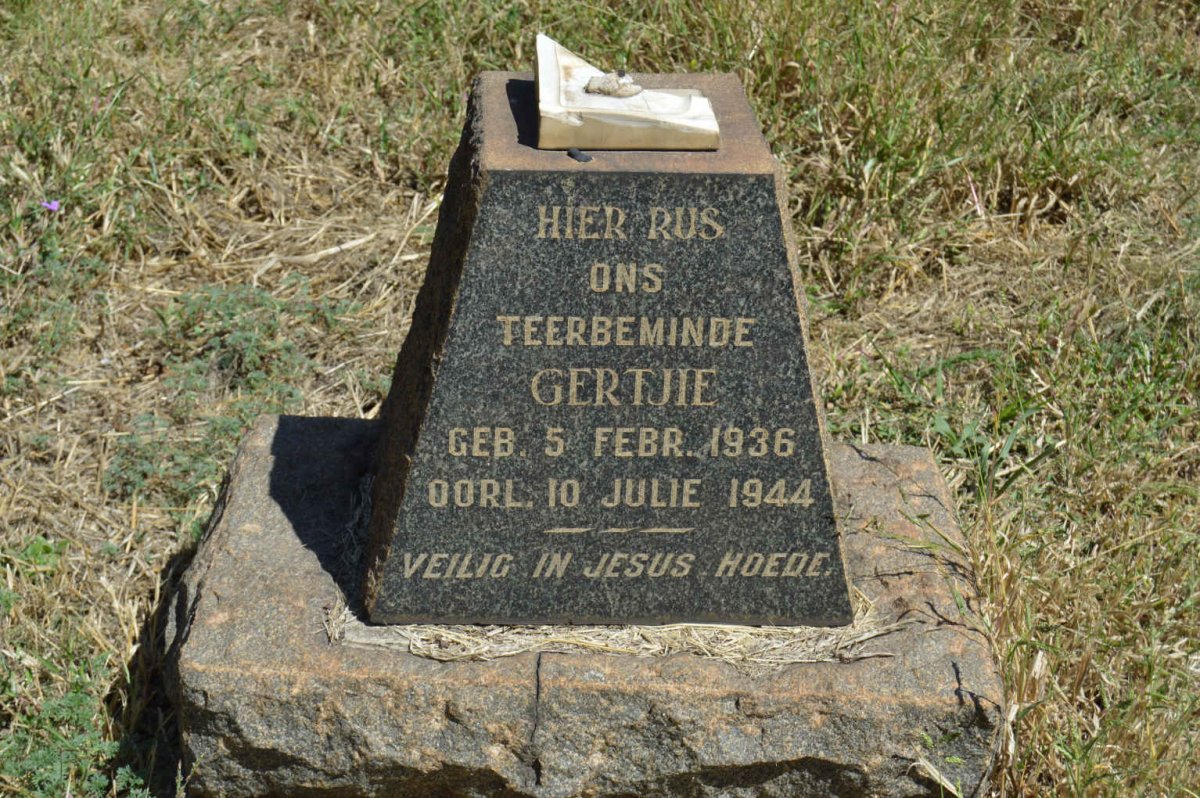 HIER RUS
ONS
TEERBEMINDE
GERTJIE
GEB. 5 FEBR. 1936
OORL. 10 JULIE 1944
VEILIG IN JESUS HOEDE.